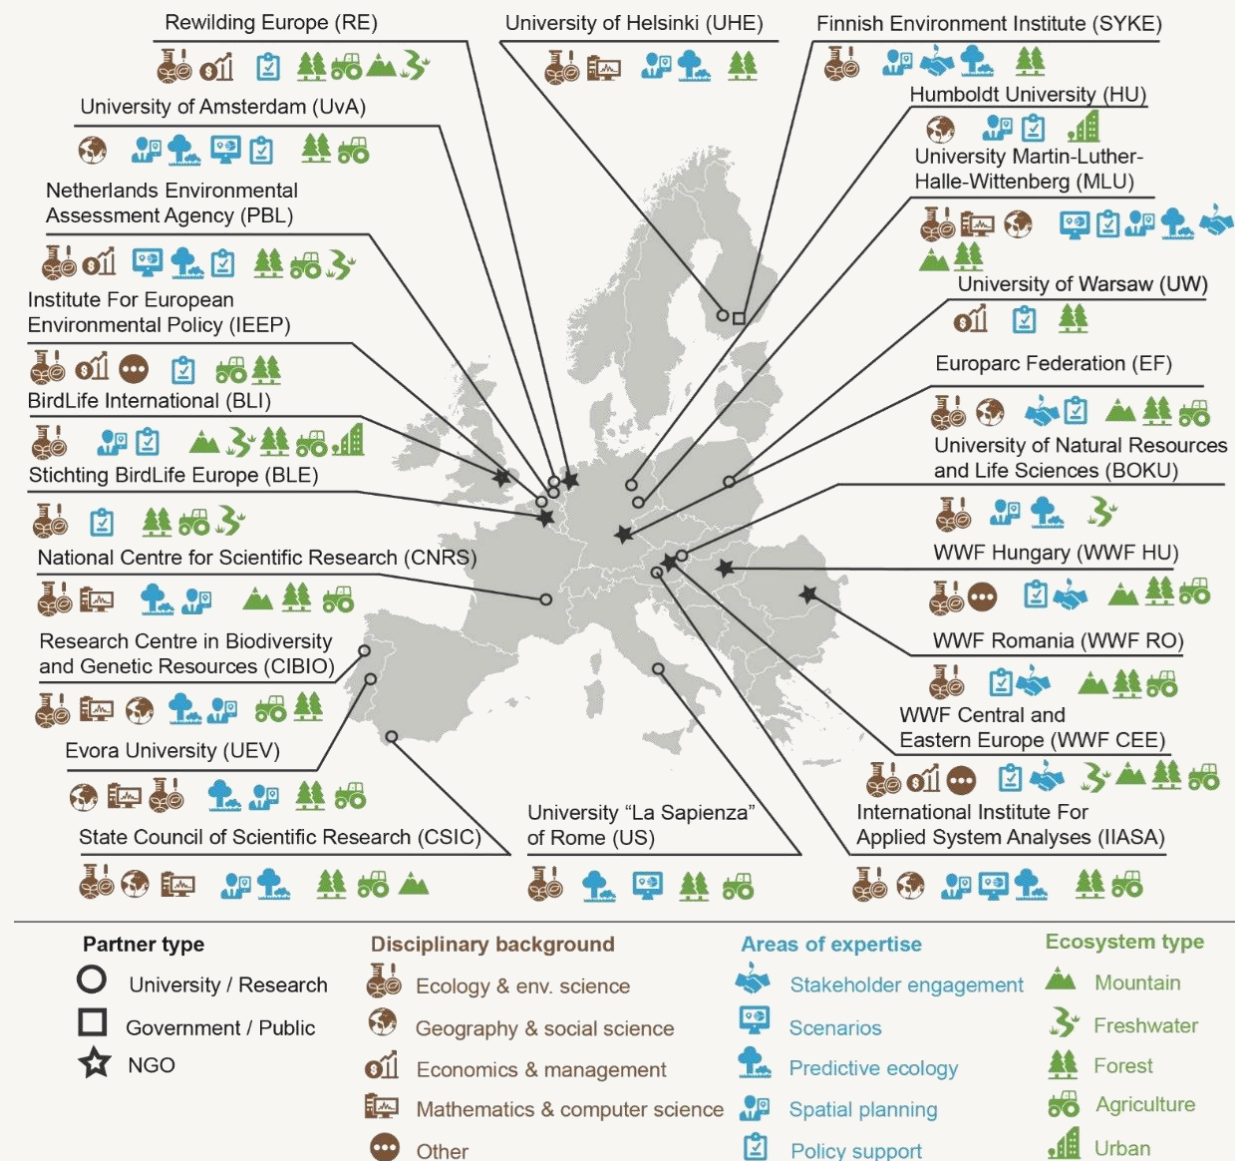 Rewilding Europe (RE)
University of Helsinki (UHE)
Finnish Environment Institute (SYKE)
University of Amsterdam (UvA)
Humboldt University (HU)
University Martin-Luther-
Halle-Wittenberg (MLU)
Netherlands Environmental
Assessment Agency (PBL)
University of Warsaw (UW)
Institute For European
Environmental Policy (IEEP)
Europarc Federation (EF)
BirdLife International (BLI)
University of Natural Resources
and Life Sciences (BOKU)
Stichting BirdLife Europe (BLE)
National Centre for Scientific Research (CNRS)
WWF Hungary (WWF HU)
Research Centre in Biodiversity
and Genetic Resources (CIBIO)
WWF Romania (WWF RO)
WWF Central and
Eastern Europe (WWF CEE)
Evora University (UEV)
State Council of Scientific Research (CSIC)
University “La Sapienza”
of Rome (US)
International Institute For
Applied System Analyses (IIASA)
Partner type
University / Research
Government / Public
NGO
Disciplinary background
Ecology & env. science
Geography & social science
Economics & management
Mathematics & computer science
Other
Areas of expertise
Stakeholder engagement
Scenarios
Predictive ecology
Spatial planning
Policy support
Ecosystem type
Mountain
Freshwater
Forest
Agriculture
Urban